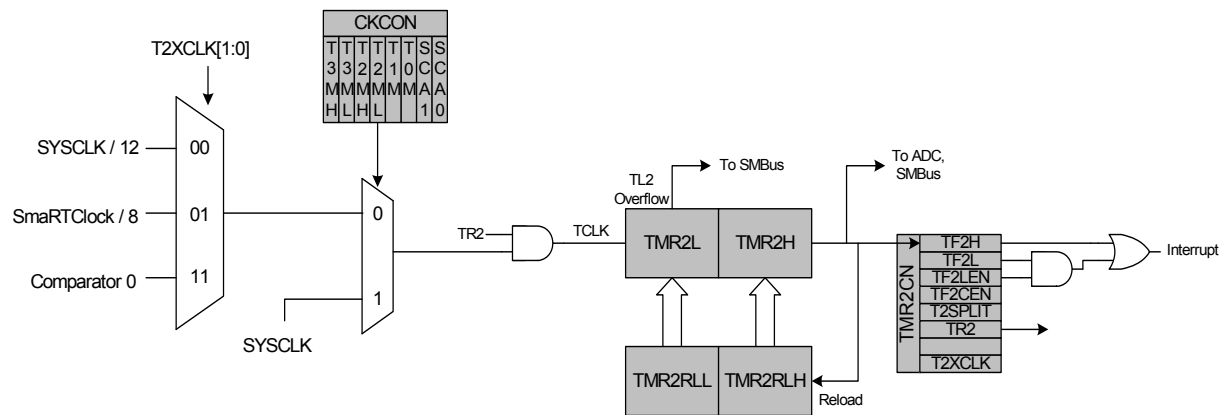 T2XCLK[1:0]
CKCON
T3MH
T3ML
T2MH
T2ML
T1M
T0M
SCA1
SCA0
SYSCLK / 12
00
SmaRTClock / 8
01
Comparator 0
11
0
1
SYSCLK
TR2
TCLK
TL2
Overflow
To SMBus
To ADC,
SMBus
TMR2L
TMR2H
TMR2RLL
TMR2RLH
Reload
TMR2CN
TF2H
TF2L
TF2LEN
TF2CEN
T2SPLIT
TR2
T2XCLK
Interrupt